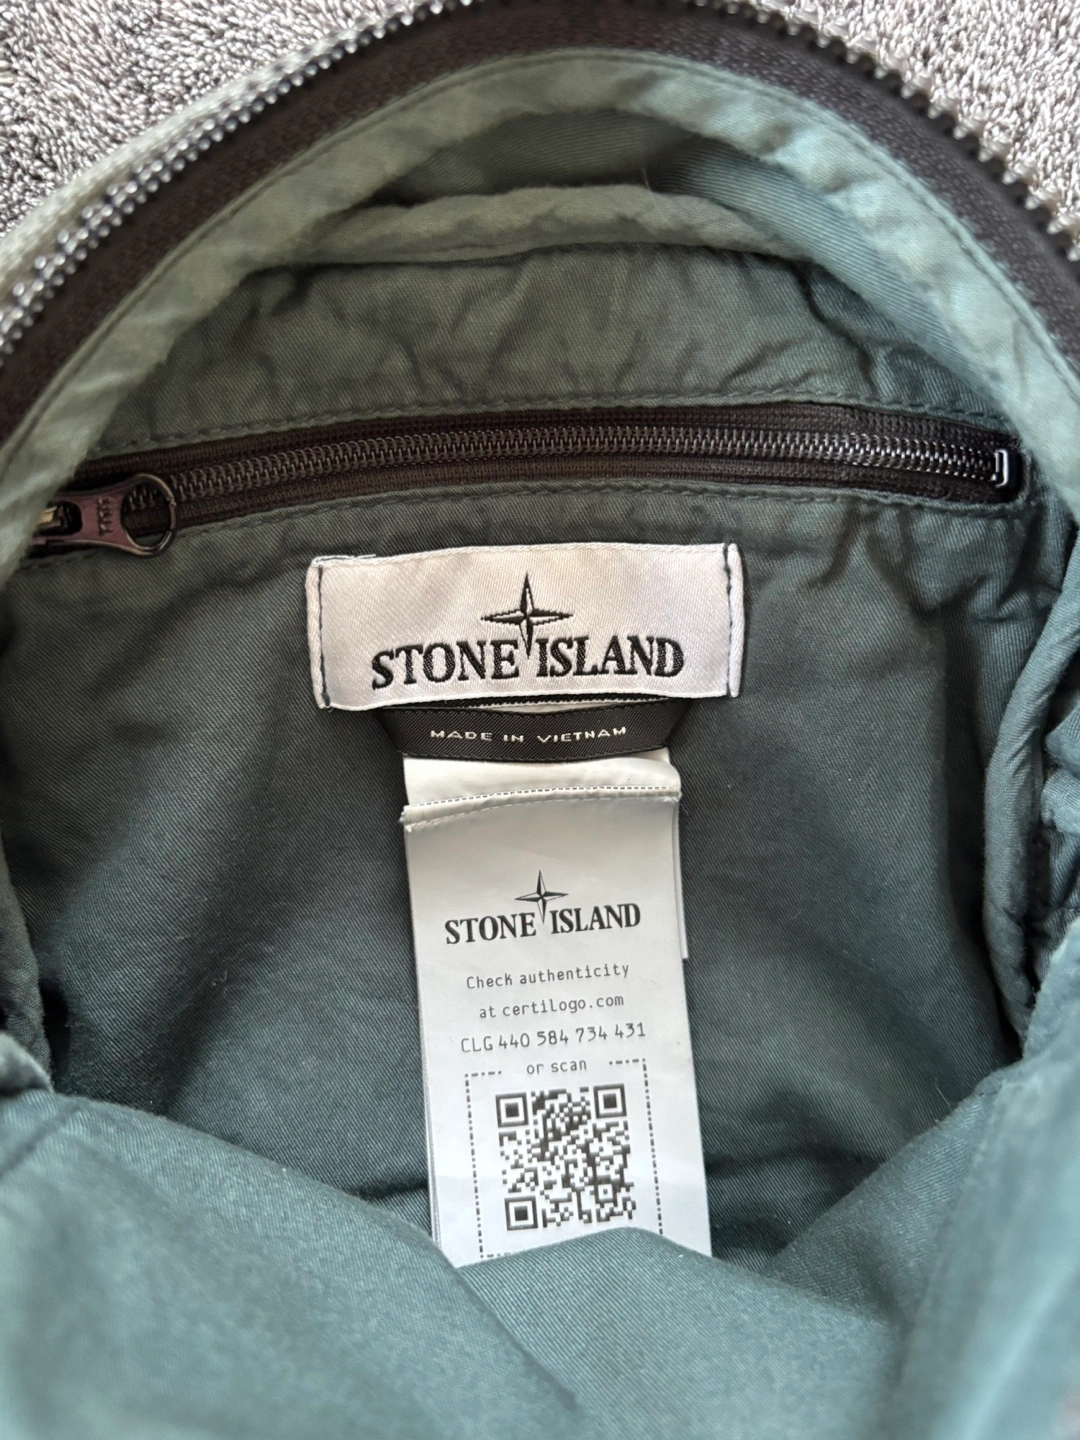 STONE ISLAND
MADE IN VIETNAM
STONE ISLAND
Check authenticity
at certilogo.com
CLG 440 584 734 431
or scan